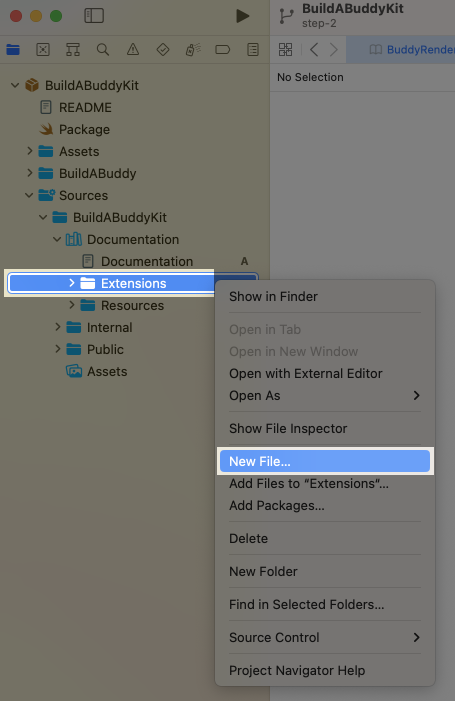 BuildABuddyKit
step-2
BuddyRende
No Selection
BuildABuddyKit
README
Package
Assets
BuildABuddy
Sources
BuildABuddyKit
Documentation
Documentation A
Extensions
Resources
Internal
Public
Assets
Show in Finder
Open in Tab
Open in New Window
Open with External Editor
Open As
Show File Inspector
New File...
Add Files to “Extensions”...
Add Packages...
Delete
New Folder
Find in Selected Folders...
Source Control
Project Navigator Help